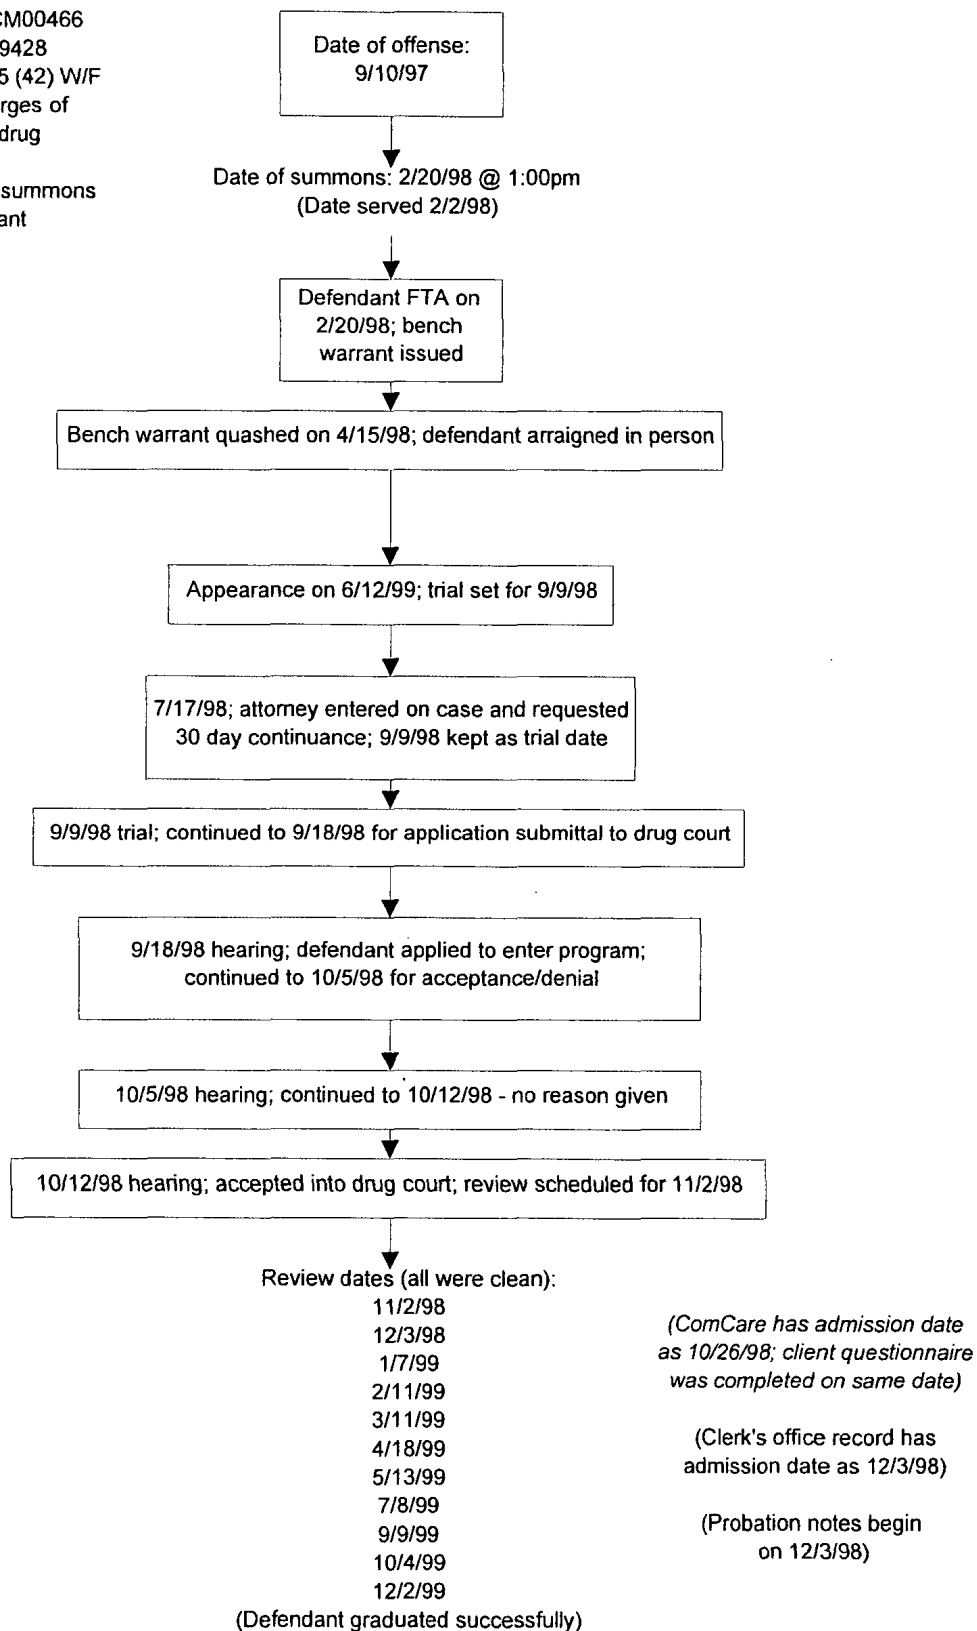 CM00466
9428
5 (42) W/F
rges of
drug
summons
ant
Date of offense:
9/10/97
Date of summons: 2/20/98 @ 1:00pm
(Date served 2/2/98)
Defendant FTA on
2/20/98; bench
warrant issued
Bench warrant quashed on 4/15/98; defendant arraigned in person
Appearance on 6/12/99; trial set for 9/9/98
7/17/98; attorney entered on case and requested
30 day continuance; 9/9/98 kept as trial date
9/9/98 trial; continued to 9/18/98 for application submittal to drug court
9/18/98 hearing; defendant applied to enter program;
continued to 10/5/98 for acceptance/denial
10/5/98 hearing; continued to 10/12/98 - no reason given
10/12/98 hearing; accepted into drug court; review scheduled for 11/2/98
Review dates (all were clean):
11/2/98
12/3/98
1/7/99
2/11/99
3/11/99
4/18/99
5/13/99
7/8/99
9/9/99
10/4/99
12/2/99
(Defendant graduated successfully)
(ComCare has admission date
as 10/26/98; client questionnaire
was completed on same date)
(Clerk's office record has
admission date as 12/3/98)
(Probation notes begin
on 12/3/98)